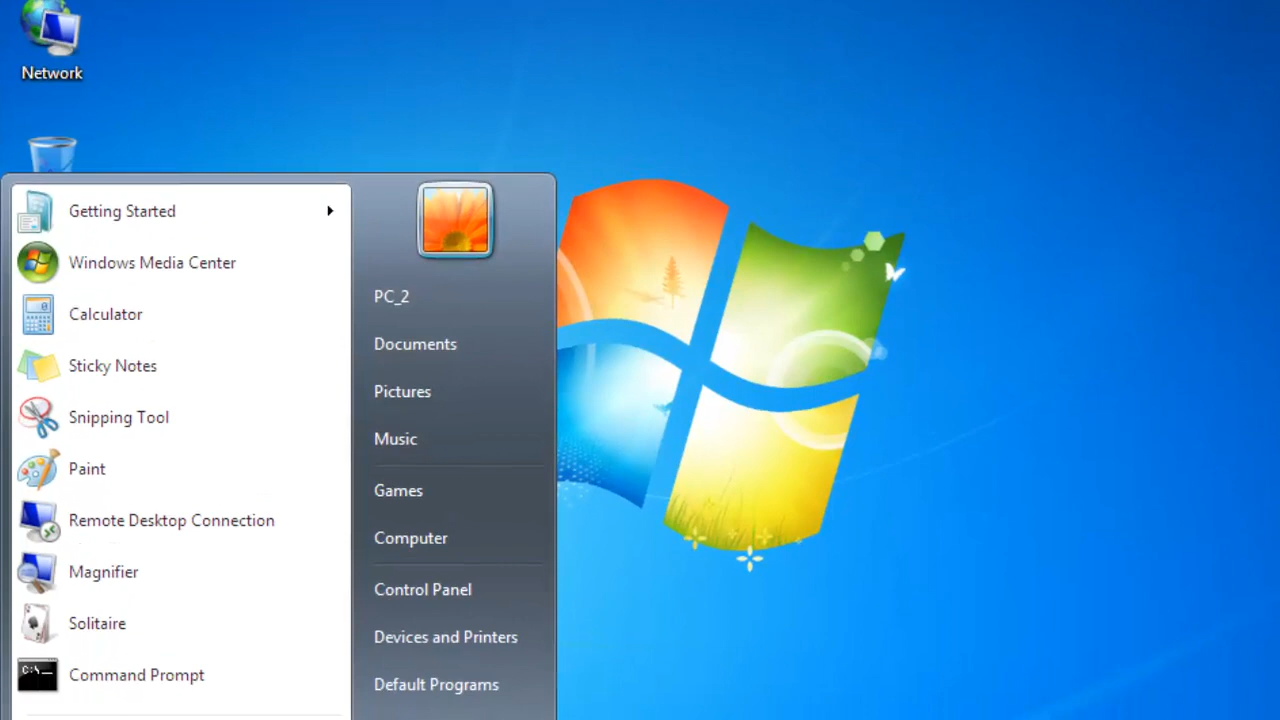 Network
Getting Started
Windows Media Center
Calculator
Sticky Notes
Snipping Tool
Paint
Remote Desktop Connection
Magnifier
Solitaire
Command Prompt
PC_2
Documents
Pictures
Music
Games
Computer
Control Panel
Devices and Printers
Default Programs